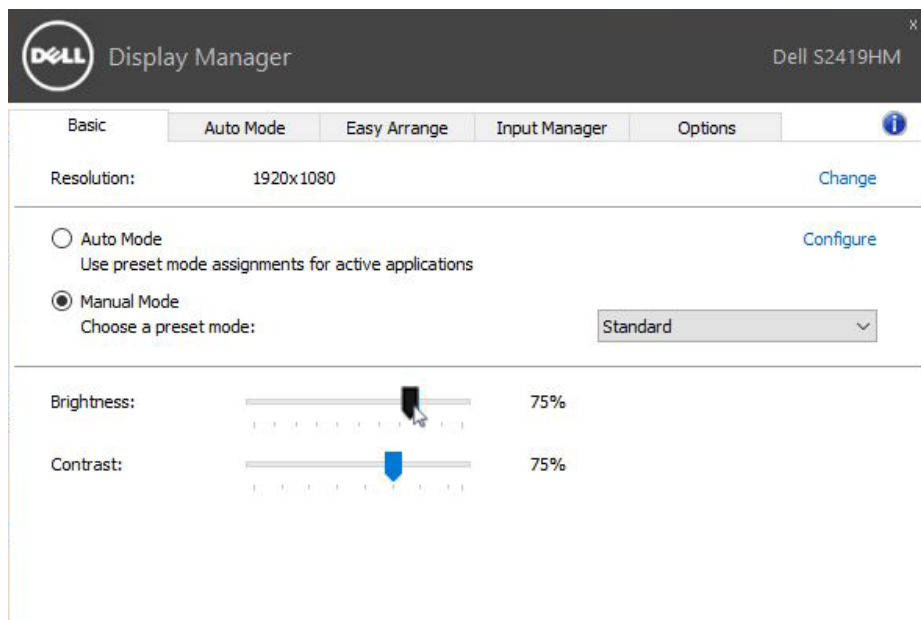 x
DELL Display Manager Dell S2419HM
Basic Auto Mode Easy Arrange Input Manager Options i
Resolution: 1920x1080 Change
Auto Mode Configure
Use preset mode assignments for active applications
Manual Mode
Choose a preset mode: Standard
Brightness: 75%
Contrast: 75%